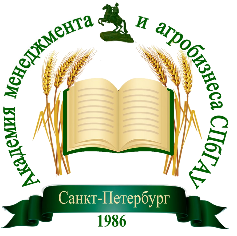 Академия менеджмента и агробизнеса СПбГАУ
Санкт-Петербург
1986